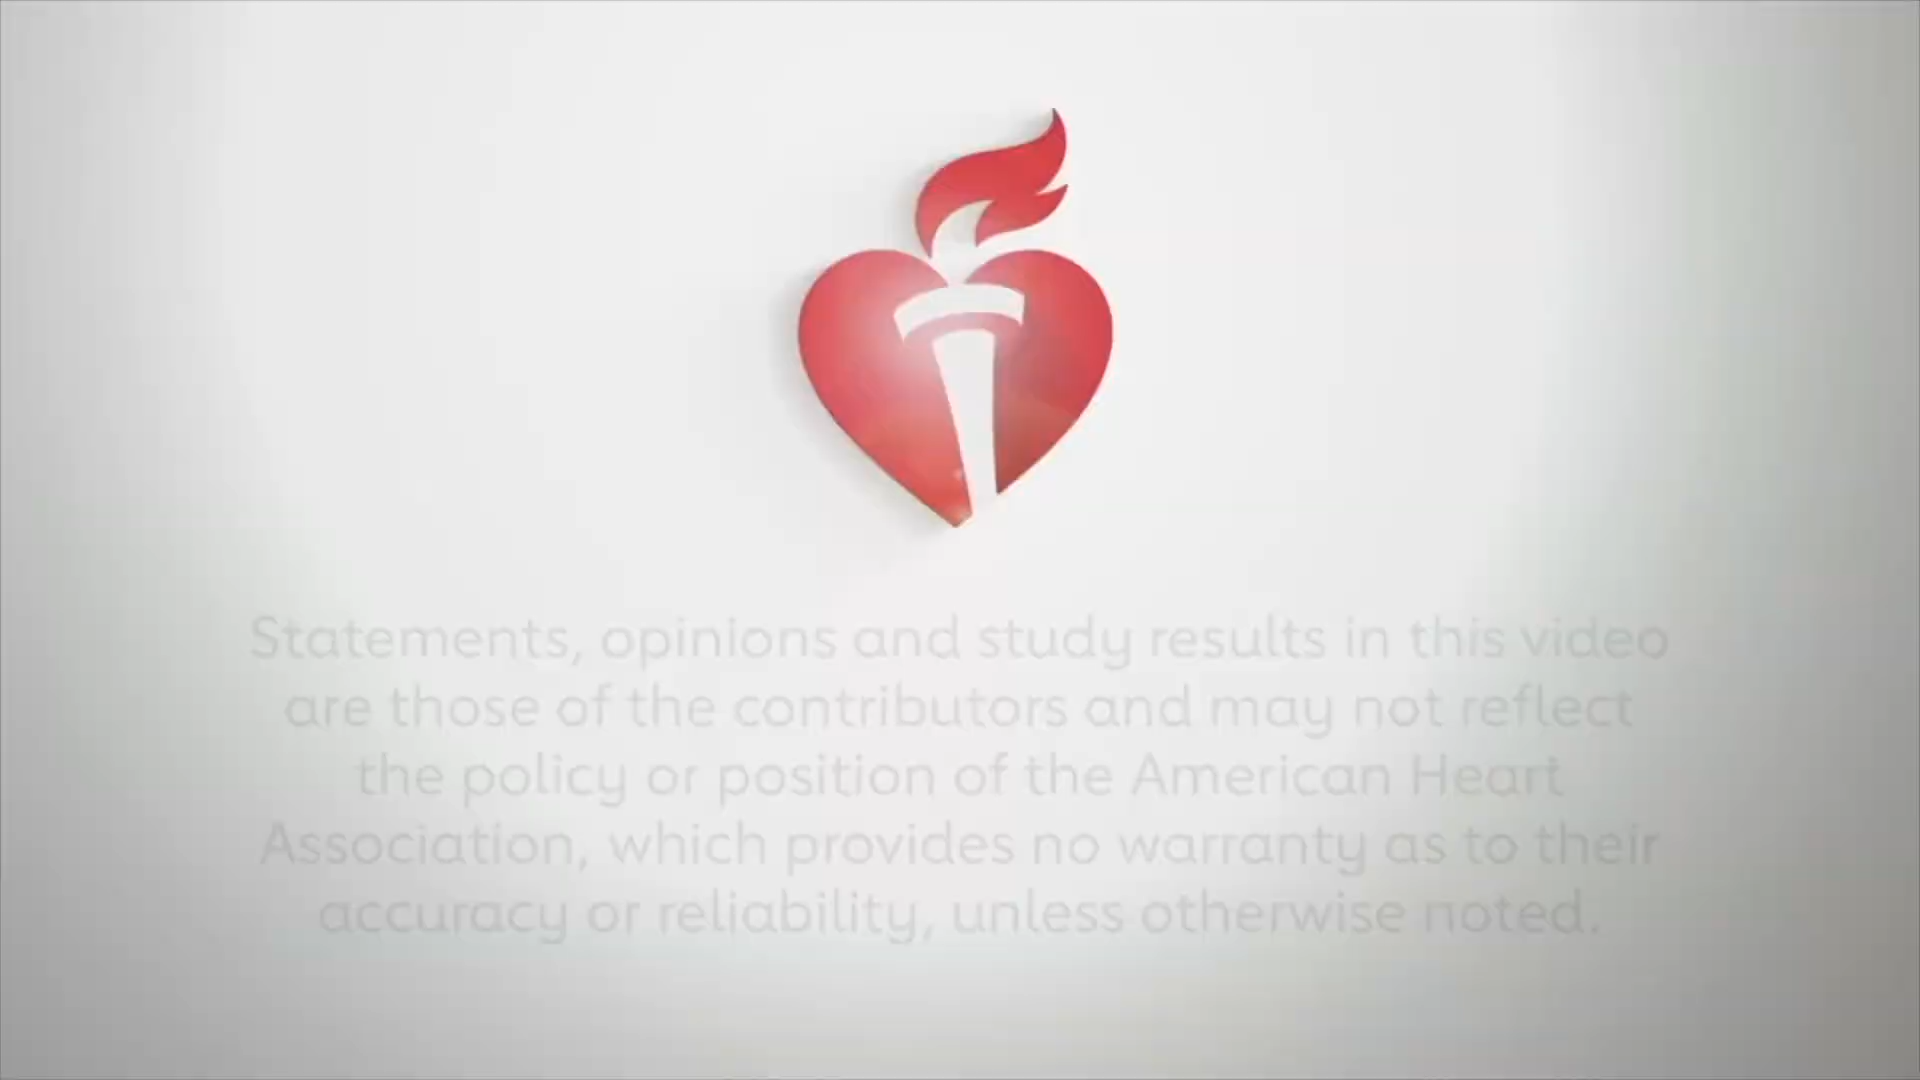 Statements, opinions and study results in this video
are those of the contributors and may not reflect
the policy or position of the American Heart
Association, which provides no warranty as to their
accuracy or reliability, unless otherwise noted.